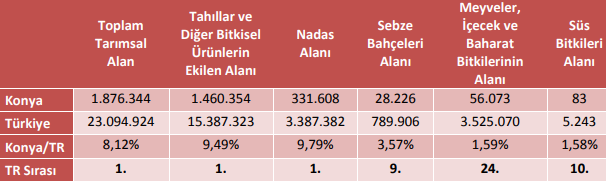 Toplam Tarımsal Alan
Tahıllar ve Diğer Bitkisel Ürünlerin Ekilen Alanı
Nadas Alanı
Sebze Bahçeleri Alanı
Meyveler, İçecek ve Baharat Bitkilerinin Alanı
Süs Bitkileri Alanı
Konya 1.876.344 1.460.354 331.608 28.226 56.073 83
Türkiye 23.094.924 15.387.323 3.387.382 789.906 3.525.070 5.243
Konya/TR 8,12% 9,49% 9,79% 3,57% 1,59% 1,58%
TR Sırası 1. 1. 1. 9. 24. 10.